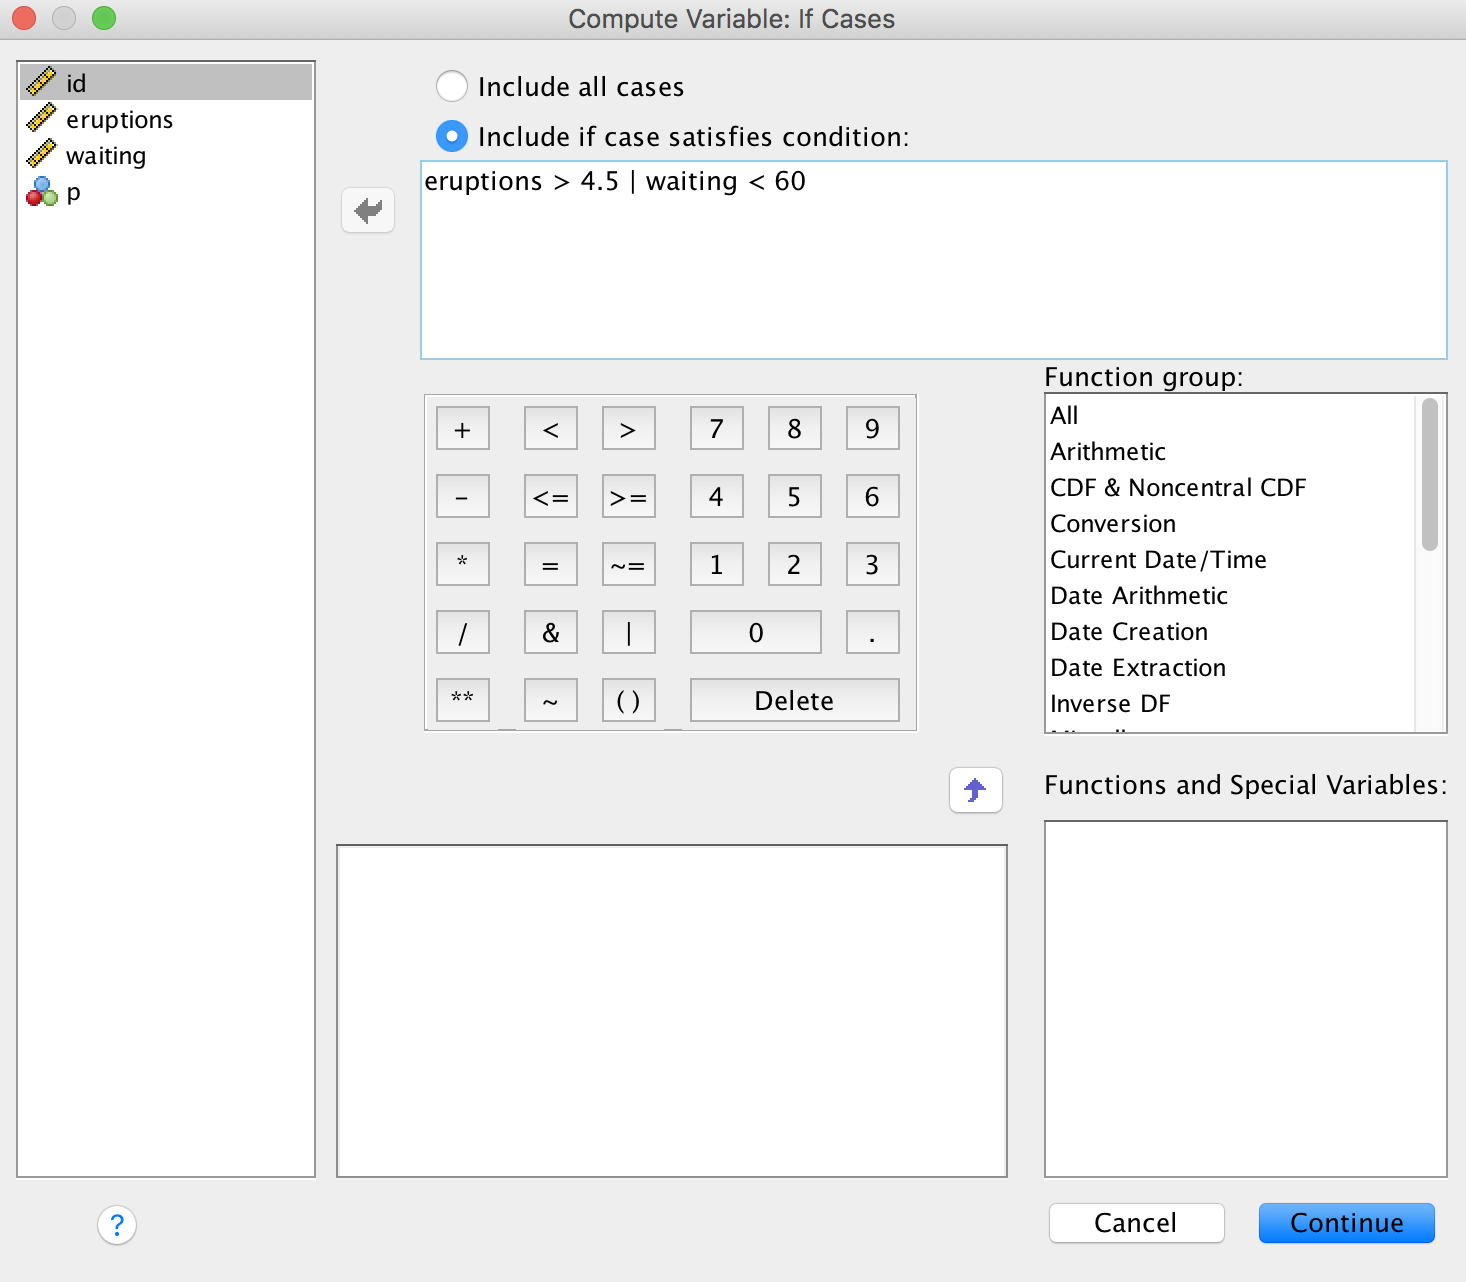 Compute Variable: If Cases
id
eruptions
waiting
p
Include all cases
Include if case satisfies condition:
eruptions > 4.5 | waiting < 60
+ < > 7 8 9
- <= >= 4 5 6
* = ~= 1 2 3
/ & | 0 .
** ~ () Delete
Function group:
All
Arithmetic
CDF & Noncentral CDF
Conversion
Current Date/Time
Date Arithmetic
Date Creation
Date Extraction
Inverse DF
Functions and Special Variables:
?
Cancel
Continue